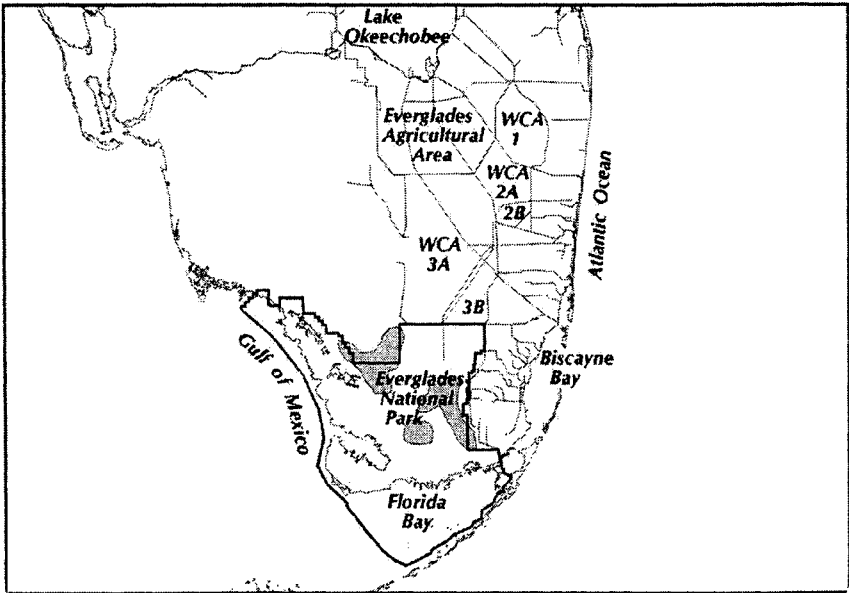 Lake
Okeechobee
Everglades
Agricultural
Area
WCA
1
WCA
2A
2B
WCA
3A
3B
Atlantic Ocean
Biscayne
Bay
Gulf of Mexico
Everglades
National
Park
Florida
Bay